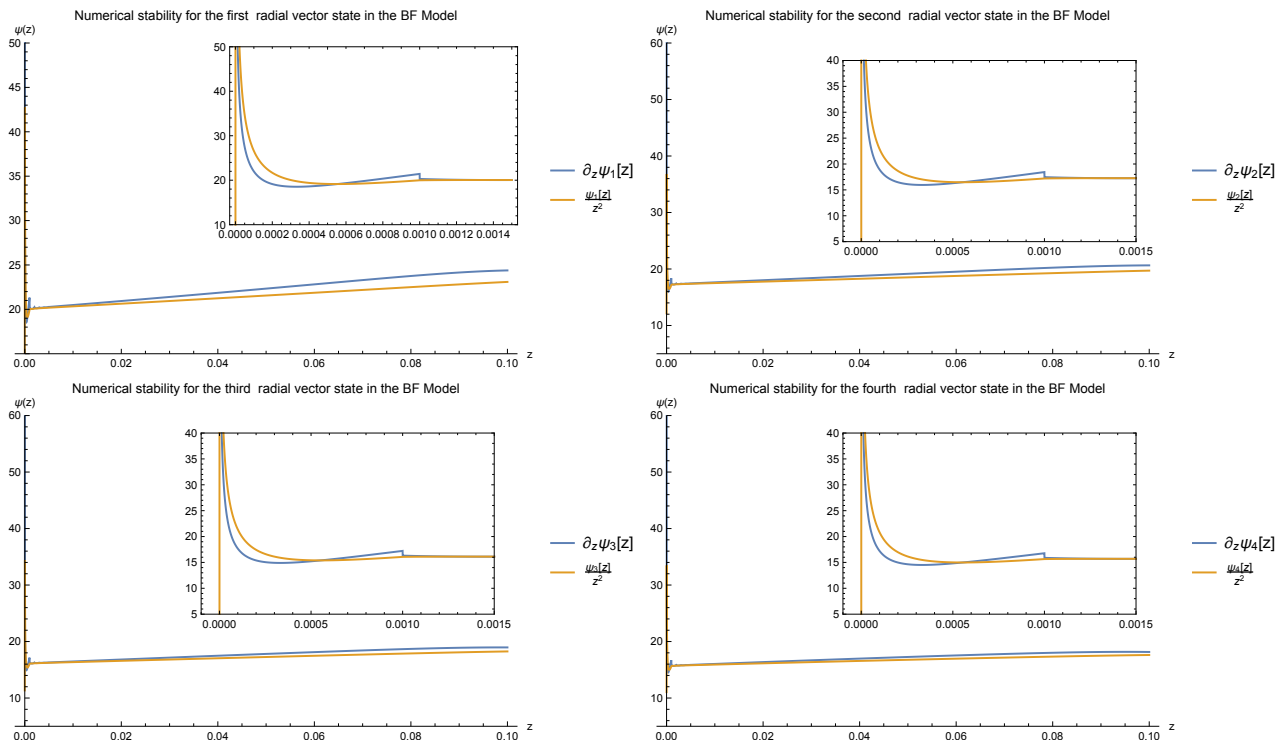 Numerical stability for the first radial vector state in the BF Model
ψ(z)
50
45
40
35
30
25
20
0.00 0.02 0.04 0.06 0.08 0.10
z
50
40
30
20
10
0.0000 0.0002 0.0004 0.0006 0.0008 0.0010 0.0012 0.0014
∂zψ1[z]
ψ1[z]
z2
Numerical stability for the second radial vector state in the BF Model
ψ(z)
60
50
40
30
20
10
0.00 0.02 0.04 0.06 0.08 0.10
z
40
35
30
25
20
15
10
5
0.0000 0.0005 0.0010 0.0015
∂zψ2[z]
ψ2[z]
z2
Numerical stability for the third radial vector state in the BF Model
ψ(z)
60
50
40
30
20
10
0.00 0.02 0.04 0.06 0.08 0.10
z
40
35
30
25
20
15
10
5
0.0000 0.0005 0.0010 0.0015
∂zψ3[z]
ψ3[z]
z2
Numerical stability for the fourth radial vector state in the BF Model
ψ(z)
60
50
40
30
20
10
0.00 0.02 0.04 0.06 0.08 0.10
z
40
35
30
25
20
15
10
5
0.0000 0.0005 0.0010 0.0015
∂zψ4[z]
ψ4[z]
z2